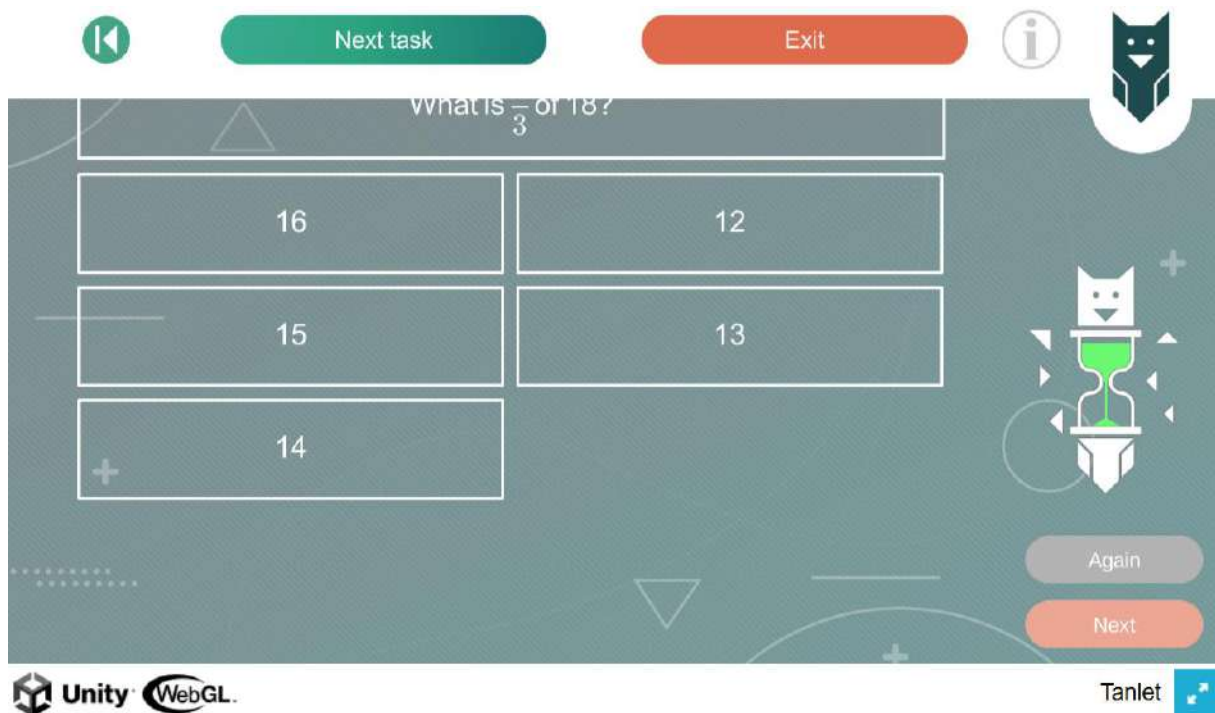 Next task
Exit
i
What is
3
of 18?
16
12
15
13
14
Again
Next
Unity WebGL.
Tanlet